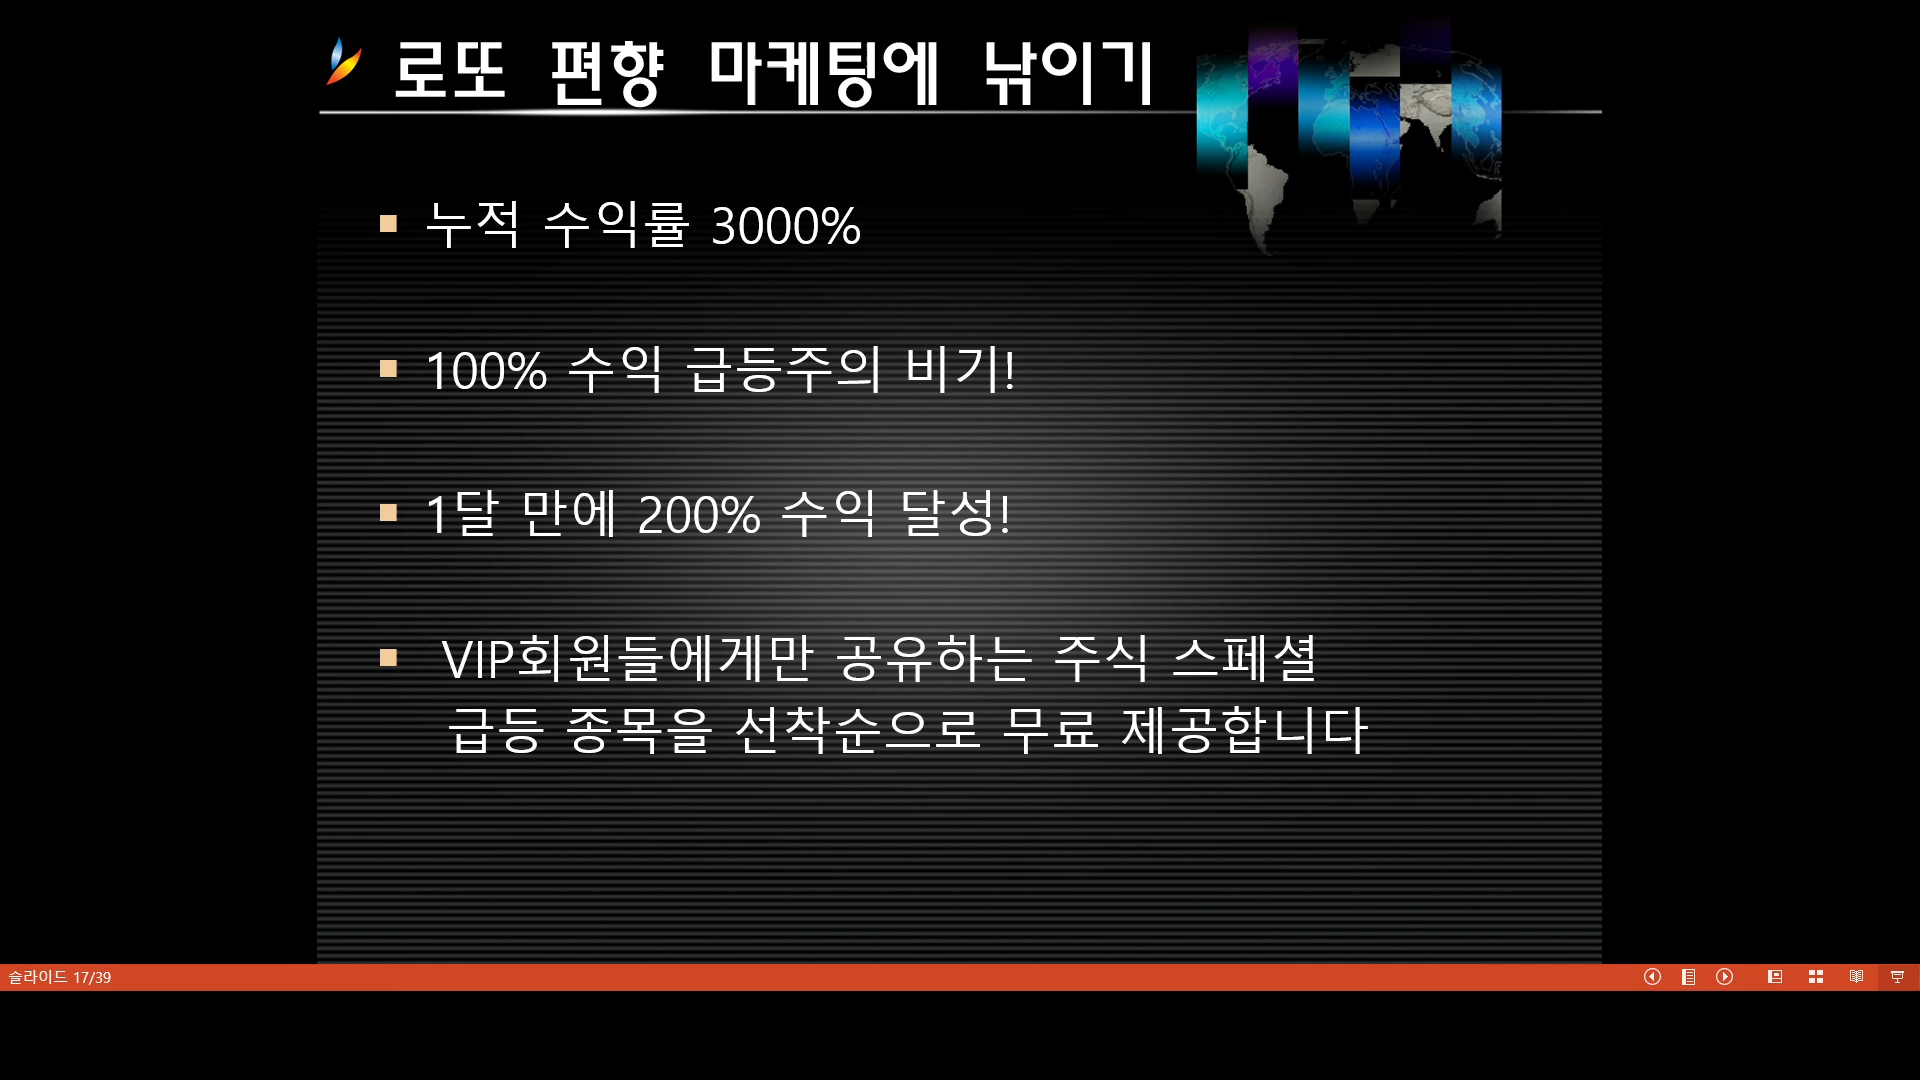 로또 편향 마케팅에 낚이기
▪ 누적 수익률 3000%
▪ 100% 수익 급등주의 비기!
▪ 1달 만에 200% 수익 달성!
▪ VIP회원들에게만 공유하는 주식 스페셜
급등 종목을 선착순으로 무료 제공합니다
슬라이드 17/39